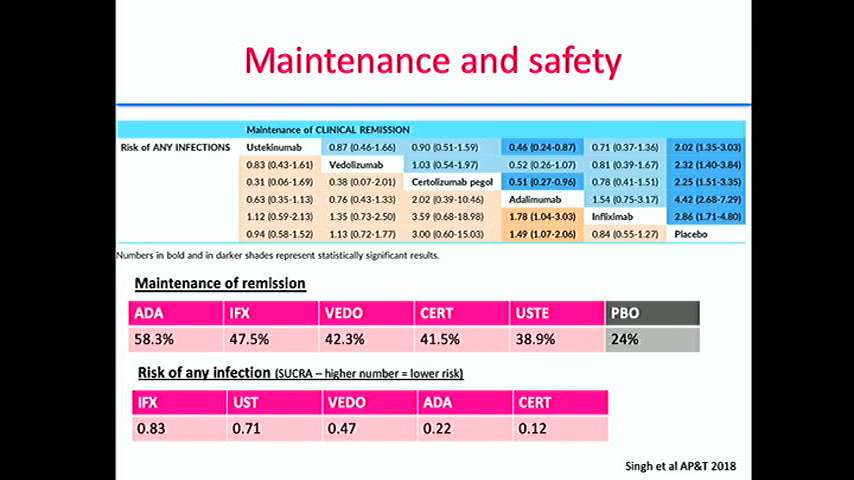 Maintenance and safety
Maintenance of CLINICAL REMISSION
Risk of ANY INFECTIONS Ustekinumab 0.87 (0.46-1.66) 0.90 (0.51-1.59) 0.46 (0.24-0.87) 0.71 (0.37-1.36) 2.02 (1.35-3.03)
0.83 (0.43-1.61) Vedolizumab 1.03 (0.54-1.97) 0.52 (0.26-1.07) 0.81 (0.39-1.67) 2.32 (1.40-3.84)
0.31 (0.06-1.69) 0.38 (0.07-2.01) Certolizumab pegol 0.51 (0.27-0.96) 0.78 (0.41-1.51) 2.25 (1.51-3.35)
0.63 (0.35-1.13) 0.76 (0.43-1.33) 2.02 (0.39-10.46) Adalimumab 1.54 (0.75-3.17) 4.42 (2.68-7.29)
1.12 (0.59-2.13) 1.35 (0.73-2.50) 3.59 (0.68-18.98) 1.78 (1.04-3.03) Infliximab 2.86 (1.71-4.80)
0.94 (0.58-1.52) 1.13 (0.72-1.77) 3.00 (0.60-15.03) 1.49 (1.07-2.06) 0.84 (0.55-1.27) Placebo
Numbers in bold and in darker shades represent statistically significant results.
Maintenance of remission
ADA IFX VEDO CERT USTE PBO
58.3% 47.5% 42.3% 41.5% 38.9% 24%
Risk of any infection (SUCRA – higher number = lower risk)
IFX UST VEDO ADA CERT
0.83 0.71 0.47 0.22 0.12
Singh et al AP&T 2018